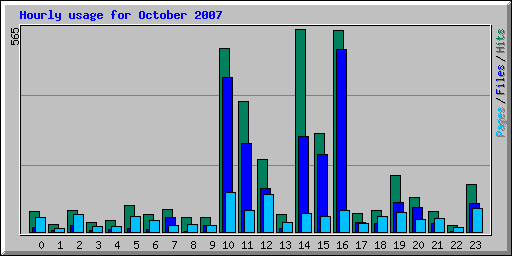 Hourly usage for October 2007
565
Pages / Files / Hits
0 1 2 3 4 5 6 7 8 9 10 11 12 13 14 15 16 17 18 19 20 21 22 23